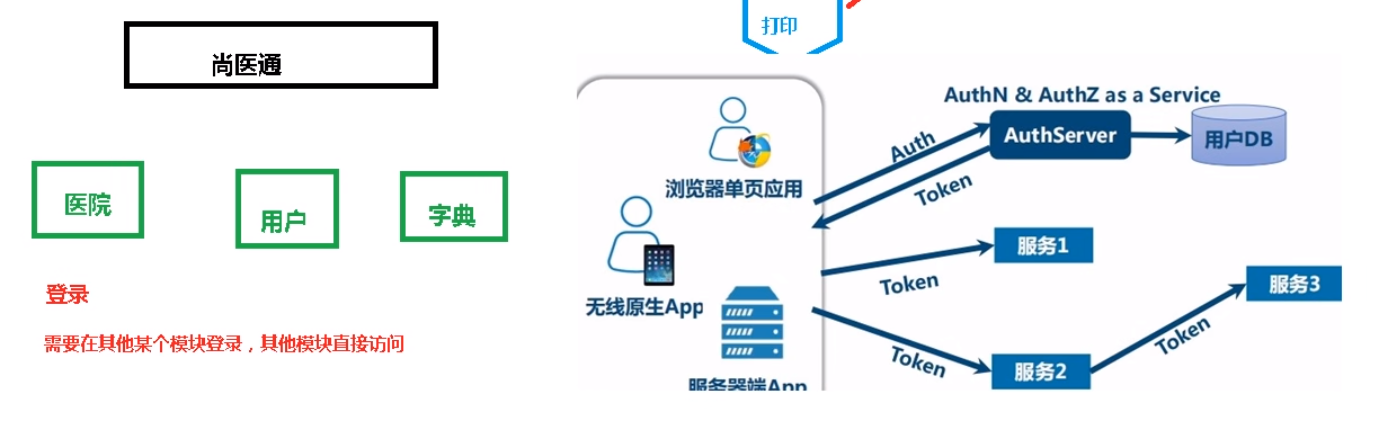 尚医通
医院
用户
字典
登录
需要在其他某个模块登录，其他模块直接访问
打印
AuthN & AuthZ as a Service
AuthServer
用户DB
Auth
Token
浏览器单页应用
无线原生App
服务器端App
Token
服务1
Token
服务2
Token
服务3